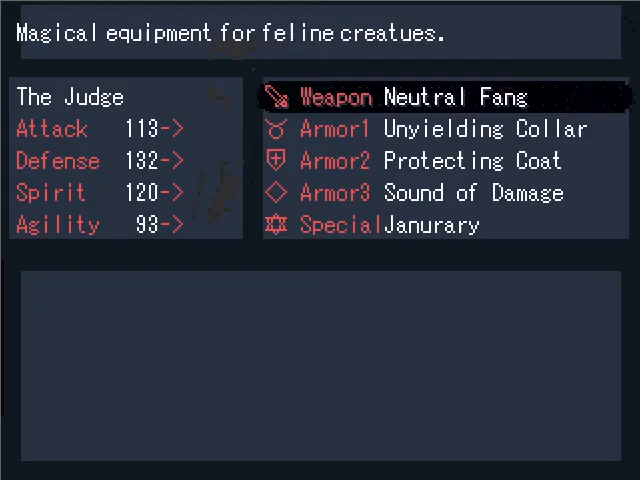 Magical equipment for feline creatues.
The Judge
Attack 113->
Defense 132->
Spirit 120->
Agility 93->
Weapon Neutral Fang
Armor1 Unyielding Collar
Armor2 Protecting Coat
Armor3 Sound of Damage
Special Janurary